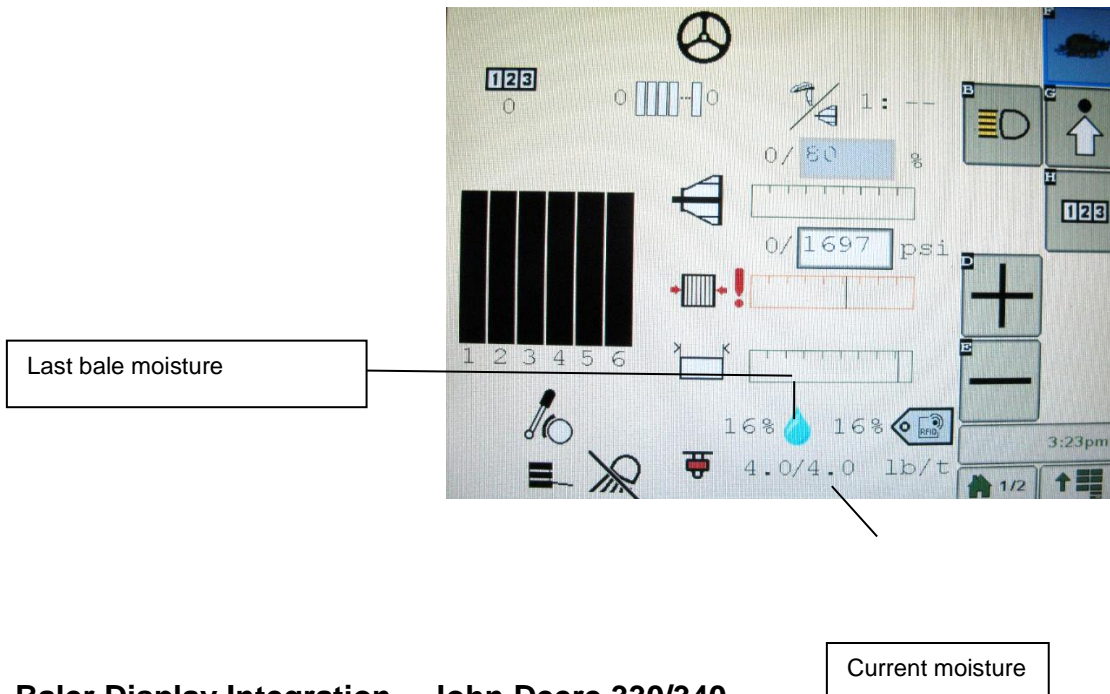 F
123
0
0 0
1: --
B
G
0/ 80 %
H
123
0/ 1697 psi
D
E
1 2 3 4 5 6
Last bale moisture
16% 16% RFID
3:23pm
4.0/4.0 lb/t
1/2
Current moisture
Baler Display Integration – John Deere 330/340